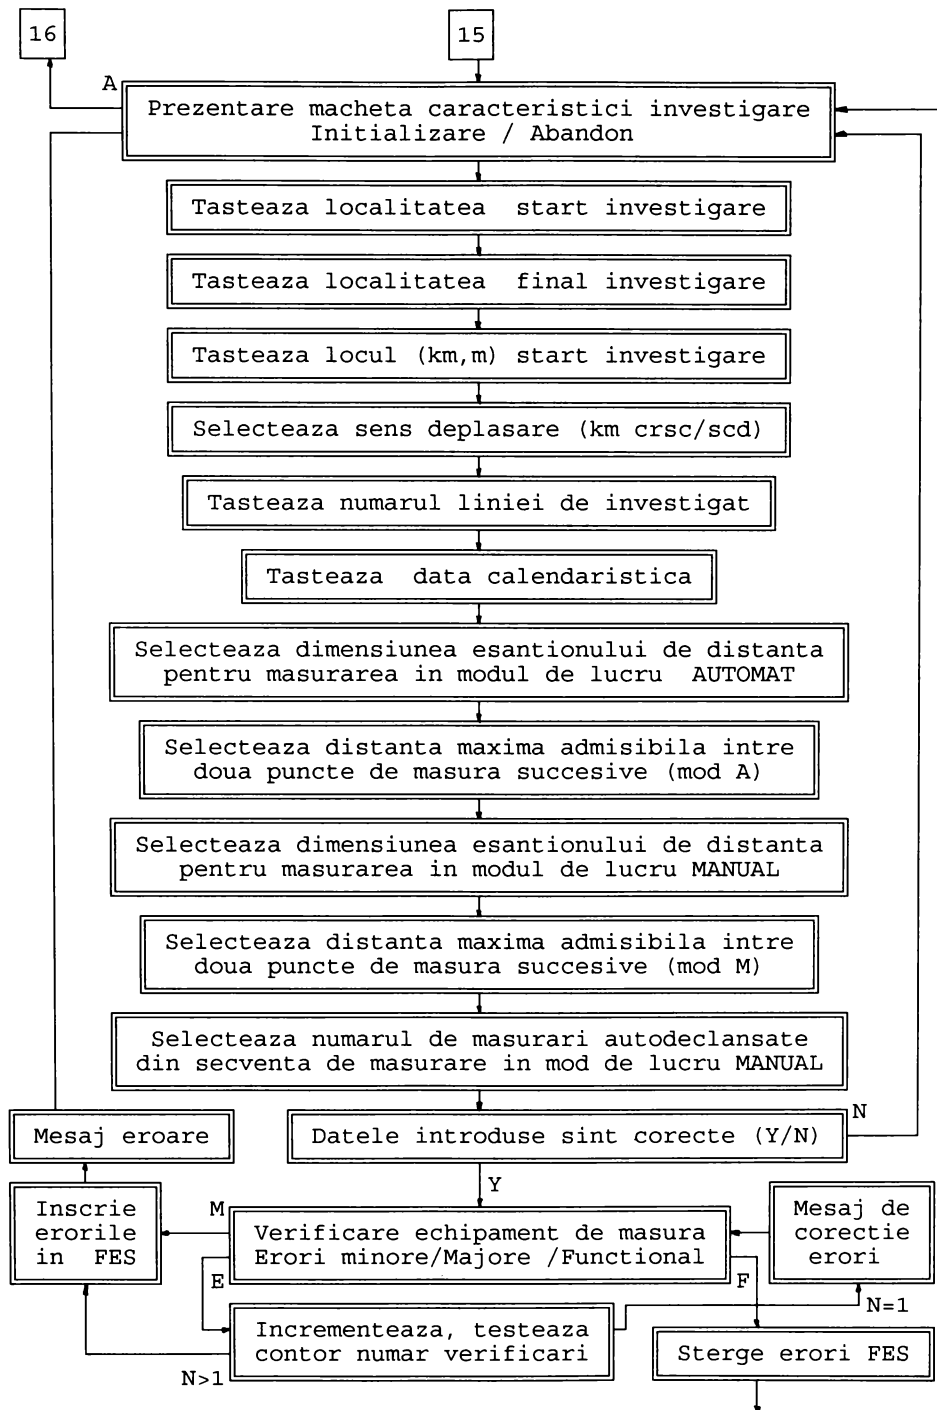 16
15
A
Prezentare macheta caracteristici investigare
Initializare / Abandon
Tasteaza localitatea start investigare
Tasteaza localitatea final investigare
Tasteaza locul (km,m) start investigare
Selecteaza sens deplasare (km crsc/scd)
Tasteaza numarul liniei de investigat
Tasteaza data calendaristica
Selecteaza dimensiunea esantionului de distanta
pentru masurarea in modul de lucru AUTOMAT
Selecteaza distanta maxima admisibila intre
doua puncte de masura succesive (mod A)
Selecteaza dimensiunea esantionului de distanta
pentru masurarea in modul de lucru MANUAL
Selecteaza distanta maxima admisibila intre
doua puncte de masura succesive (mod M)
Selecteaza numarul de masurari autodeclansate
din secventa de masurare in mod de lucru MANUAL
Mesaj eroare
Datele introduse sint corecte (Y/N)
N
Y
Inscrie
erorile
in FES
M
Verificare echipament de masura
Erori minore/Majore /Functional
Mesaj de
corectie
erori
E
F
N=1
Incrementeaza, testeaza
contor numar verificari
N>1
Sterge erori FES